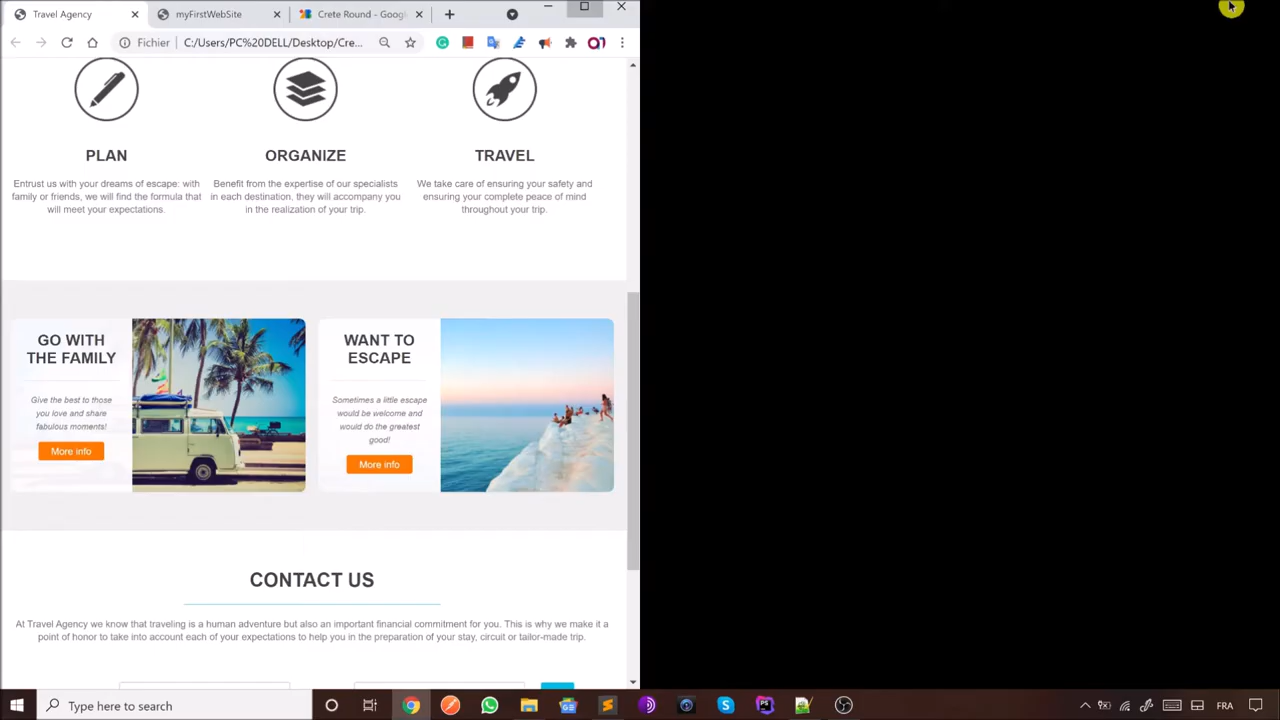 Travel Agency
myFirstWebSite
Crete Round - Googl
Fichier
C:/Users/PC%20DELL/Desktop/Cre...
PLAN
ORGANIZE
TRAVEL
Entrust us with your dreams of escape: with
family or friends, we will find the formula that
will meet your expectations.
Benefit from the expertise of our specialists
in each destination, they will accompany you
in the realization of your trip.
We take care of ensuring your safety and
ensuring your complete peace of mind
throughout your trip.
GO WITH
THE FAMILY
Give the best to those
you love and share
fabulous moments!
More info
WANT TO
ESCAPE
Sometimes a little escape
would be welcome and
would do the greatest
good!
More info
CONTACT US
At Travel Agency we know that traveling is a human adventure but also an important financial commitment for you. This is why we make it a
point of honor to take into account each of your expectations to help you in the preparation of your stay, circuit or tailor-made trip.
Type here to search
FRA